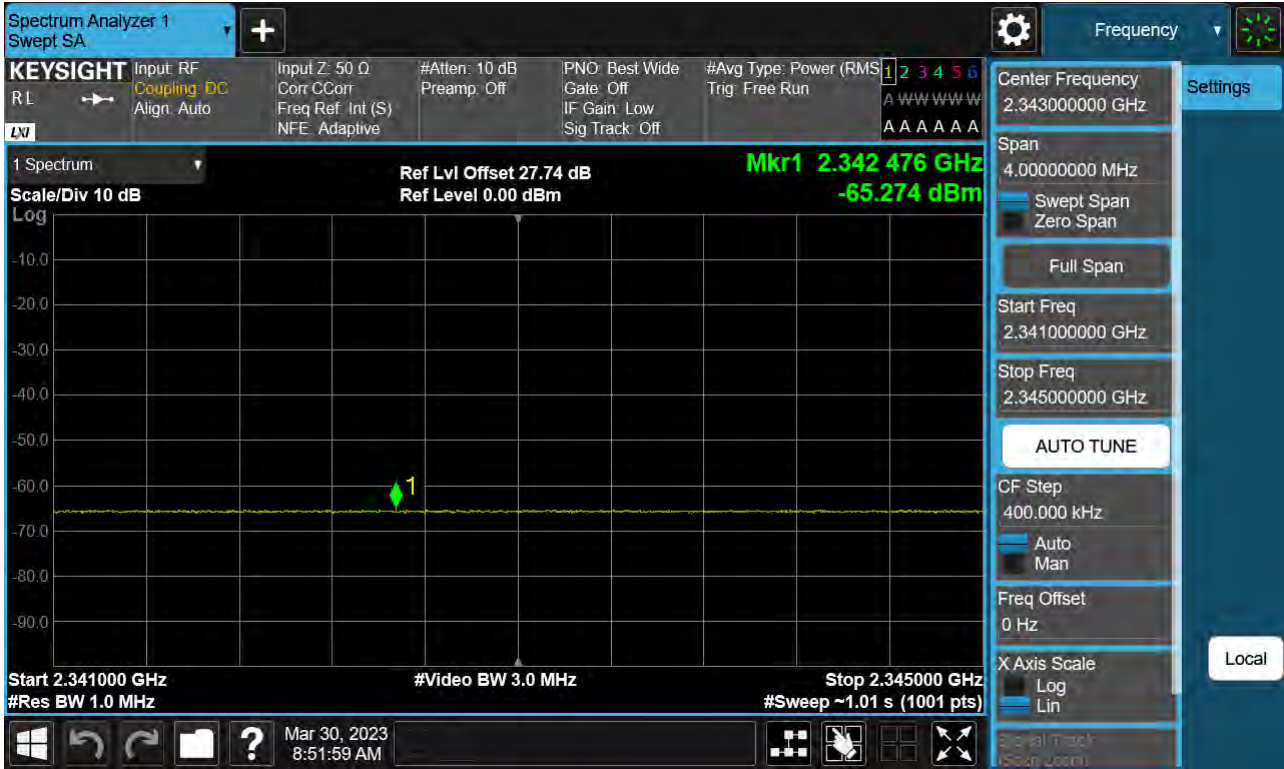 Spectrum Analyzer 1
Swept SA
Frequency
KEYSIGHT
RL
LXI
Input: RF
Coupling: DC
Align: Auto
Input Z: 50 Ω
Corr CCorr
Freq Ref: Int (S)
NFE: Adaptive
#Atten: 10 dB
Preamp: Off
PNO: Best Wide
Gate: Off
IF Gain: Low
Sig Track: Off
#Avg Type: Power (RMS
Trig: Free Run
1 2 3 4 5 6
A W W W W W
A A A A A A
1 Spectrum
Scale/Div 10 dB
Log
Ref Lvl Offset 27.74 dB
Ref Level 0.00 dBm
Mkr1 2.342 476 GHz
-65.274 dBm
-10.0
-20.0
-30.0
-40.0
-50.0
-60.0
-70.0
-80.0
-90.0
1
Start 2.341000 GHz
#Res BW 1.0 MHz
#Video BW 3.0 MHz
Stop 2.345000 GHz
#Sweep ~1.01 s (1001 pts)
Center Frequency
2.343000000 GHz
Settings
Span
4.00000000 MHz
Swept Span
Zero Span
Full Span
Start Freq
2.341000000 GHz
Stop Freq
2.345000000 GHz
AUTO TUNE
CF Step
400.000 kHz
Auto
Man
Freq Offset
0 Hz
X Axis Scale
Log
Lin
Local
Signal Track
(Span Zoom)
?
Mar 30, 2023
8:51:59 AM